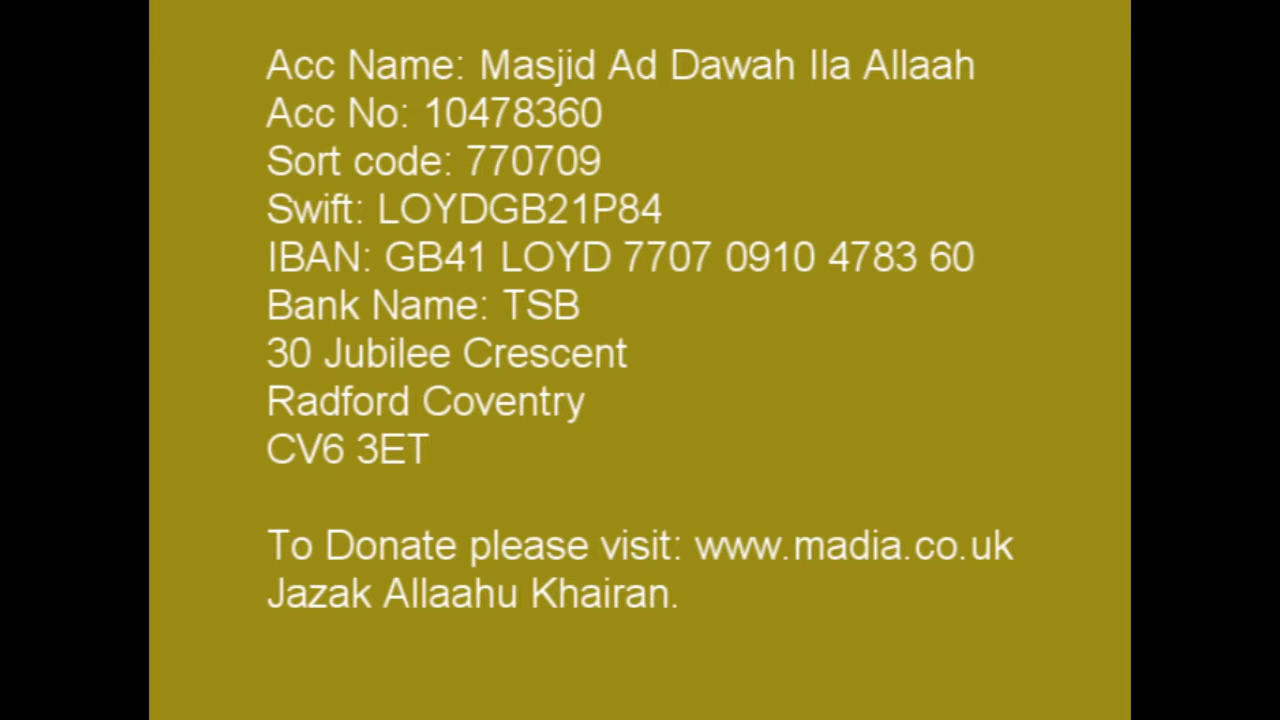 Acc Name: Masjid Ad Dawah Ila Allaah
Acc No: 10478360
Sort code: 770709
Swift: LOYDGB21P84
IBAN: GB41 LOYD 7707 0910 4783 60
Bank Name: TSB
30 Jubilee Crescent
Radford Coventry
CV6 3ET
To Donate please visit: www.madia.co.uk
Jazak Allaahu Khairan.